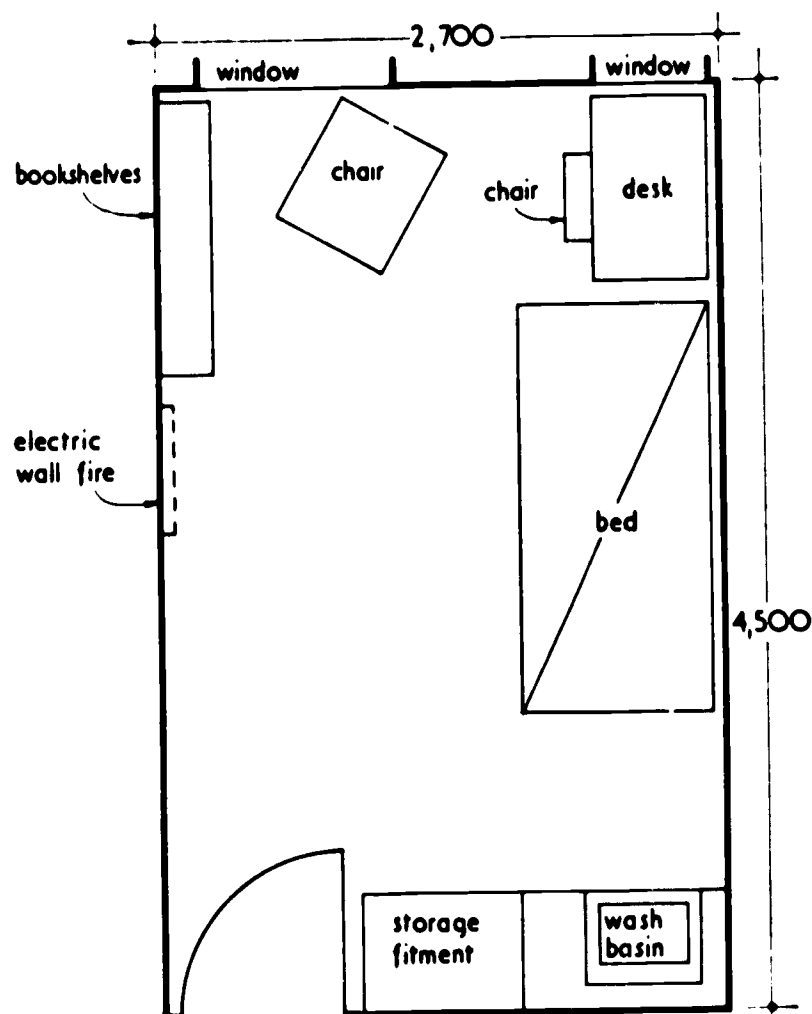 2,700
window
window
bookshelves
chair
chair
desk
electric
wall fire
bed
4,500
storage
fitment
wash
basin